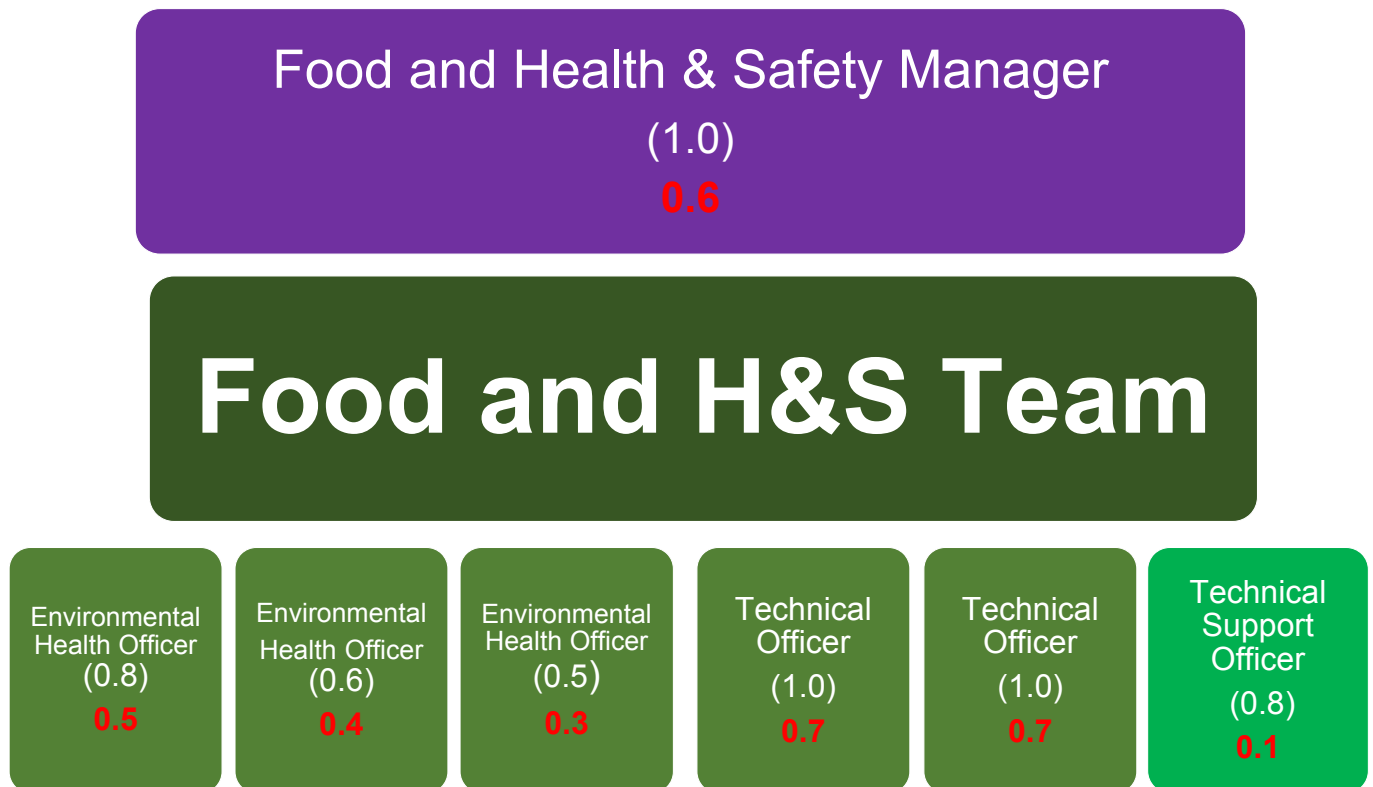 Food and Health & Safety Manager
(1.0)
0.6
Food and H&S Team
Environmental
Health Officer
(0.8)
0.5
Environmental
Health Officer
(0.6)
0.4
Environmental
Health Officer
(0.5)
0.3
Technical
Officer
(1.0)
0.7
Technical
Officer
(1.0)
0.7
Technical
Support
Officer
(0.8)
0.1